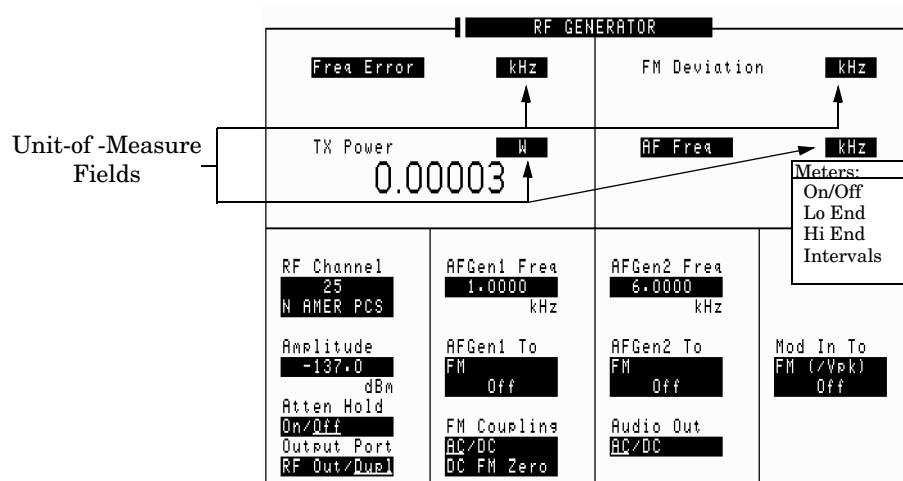 RF GENERATOR
Freq Error kHz FM Deviation kHz
Unit-of -Measure
Fields
TX Power W AF Freq kHz
0.00003
Meters:
On/Off
Lo End
Hi End
Intervals
RF Channel
25
N AMER PCS
Amplitude
-137.0
dBm
Atten Hold
On/Off
Output Port
RF Out/Dupl
AFGen1 Freq
1.0000
kHz
AFGen1 To
FM
Off
FM Coupling
AC/DC
DC FM Zero
AFGen2 Freq
6.0000
kHz
AFGen2 To
FM
Off
Audio Out
AC/DC
Mod In To
FM (/Vpk)
Off